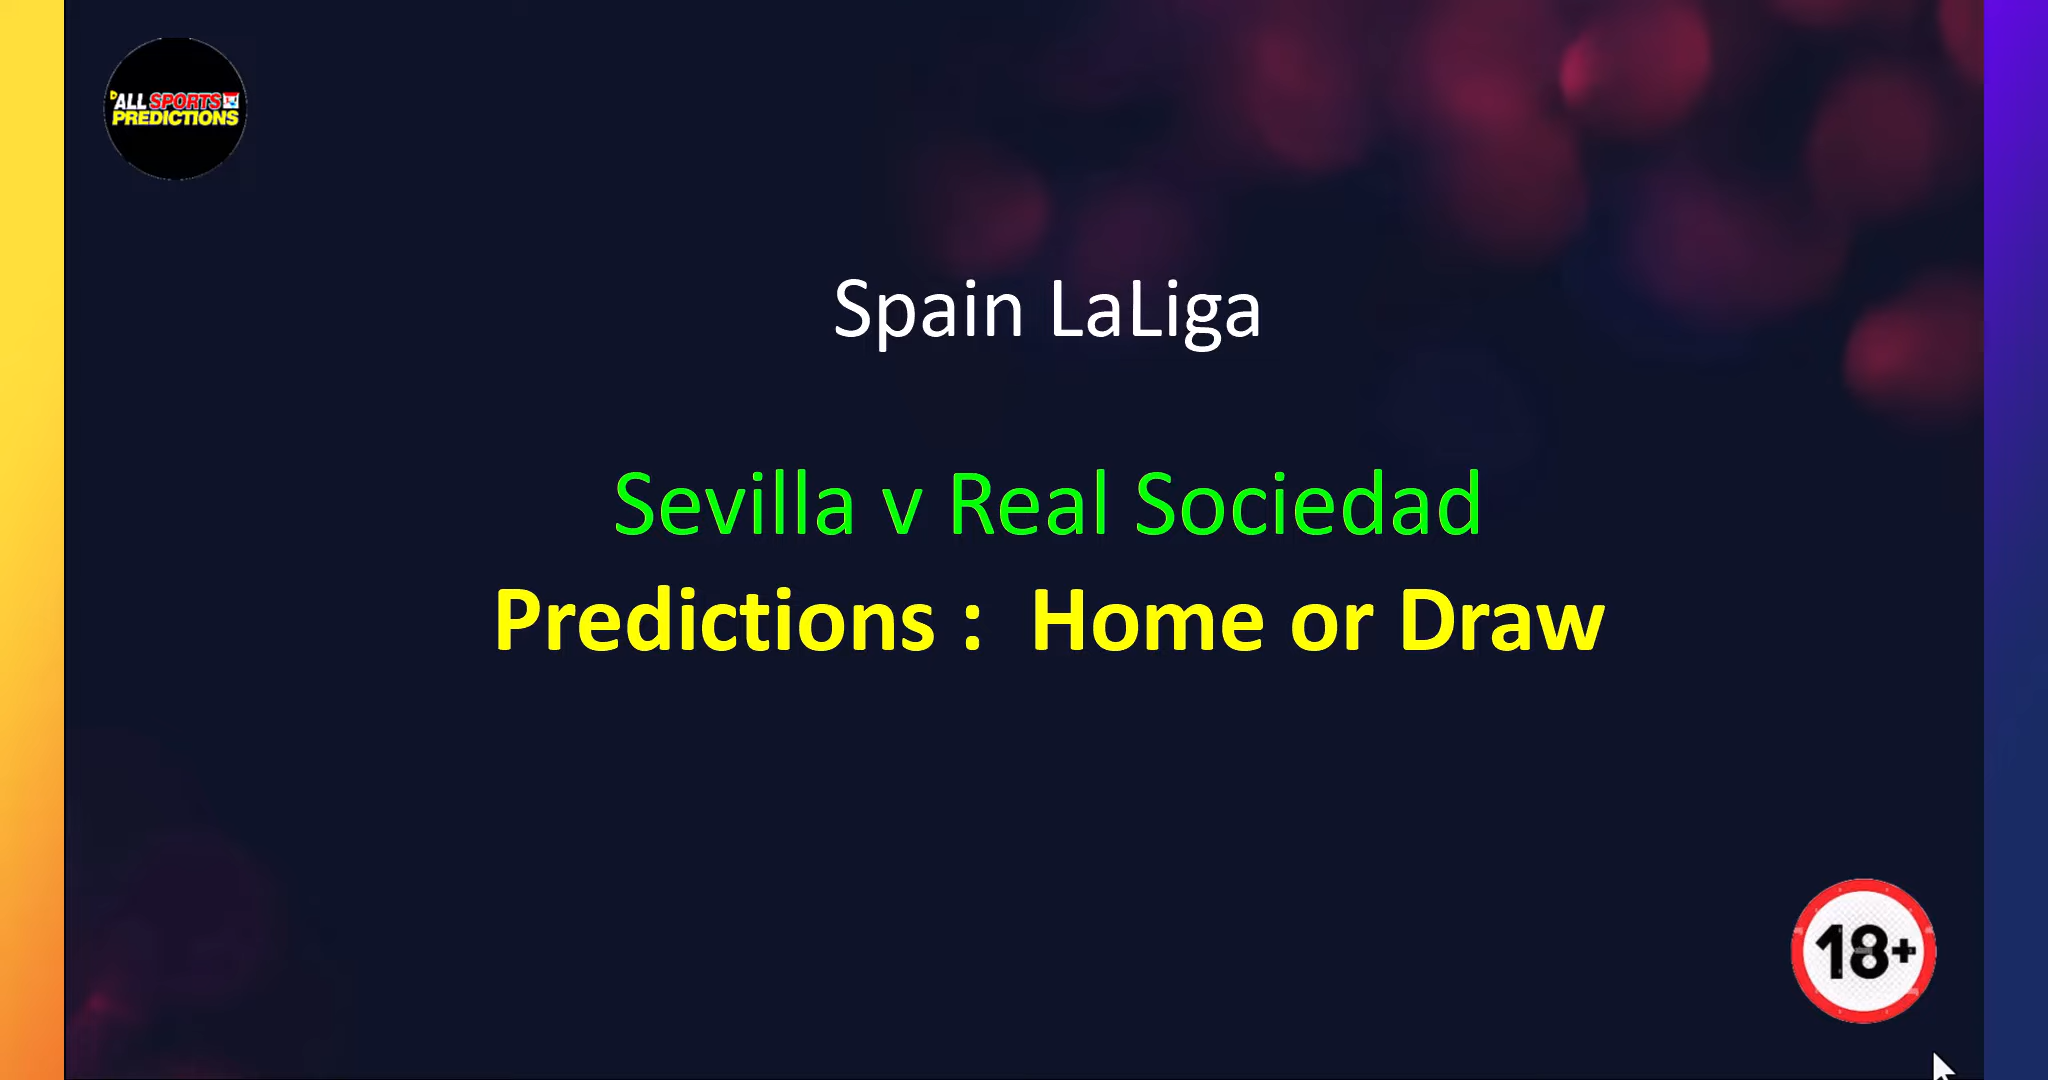 D ALL SPORTS
PREDICTIONS
Spain LaLiga
Sevilla v Real Sociedad
Predictions : Home or Draw
18+